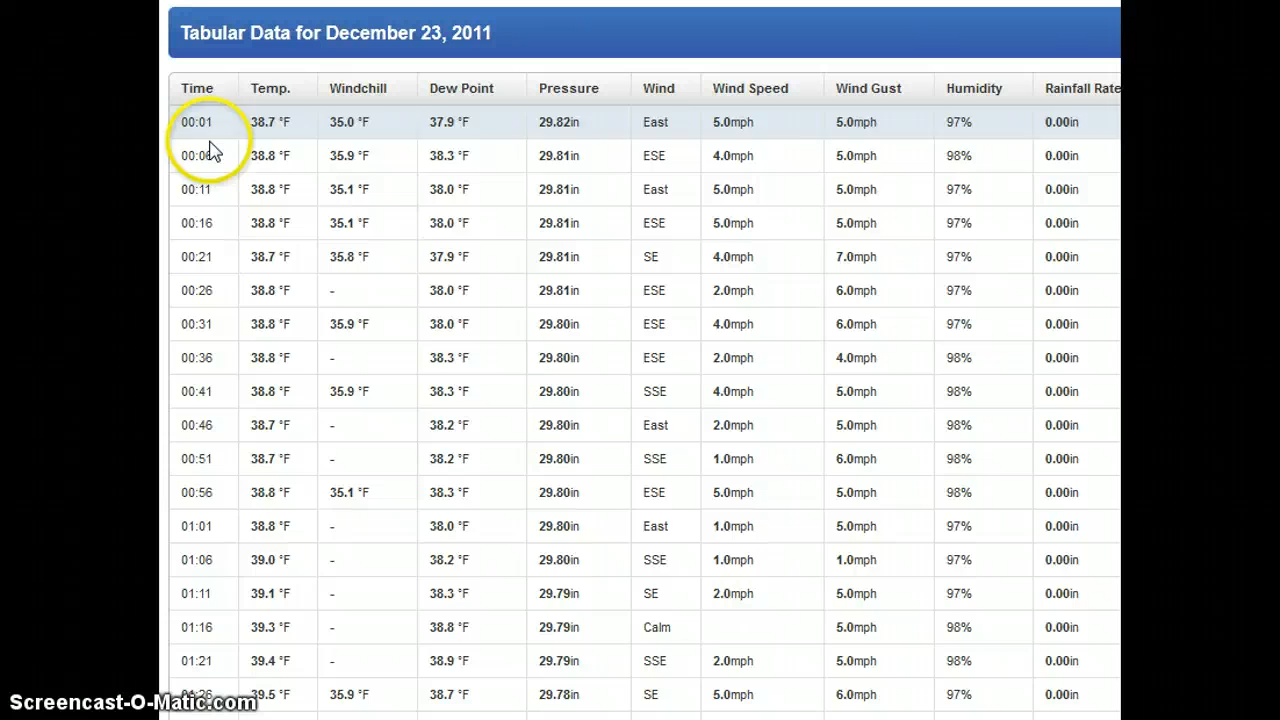 Tabular Data for December 23, 2011
Time Temp. Windchill Dew Point Pressure Wind Wind Speed Wind Gust Humidity Rainfall Rate
00:01 38.7 °F 35.0 °F 37.9 °F 29.82in East 5.0mph 5.0mph 97% 0.00in
00:06 38.8 °F 35.9 °F 38.3 °F 29.81in ESE 4.0mph 5.0mph 98% 0.00in
00:11 38.8 °F 35.1 °F 38.0 °F 29.81in East 5.0mph 5.0mph 97% 0.00in
00:16 38.8 °F 35.1 °F 38.0 °F 29.81in ESE 5.0mph 5.0mph 97% 0.00in
00:21 38.7 °F 35.8 °F 37.9 °F 29.81in SE 4.0mph 7.0mph 97% 0.00in
00:26 38.8 °F - 38.0 °F 29.81in ESE 2.0mph 6.0mph 97% 0.00in
00:31 38.8 °F 35.9 °F 38.0 °F 29.80in ESE 4.0mph 6.0mph 97% 0.00in
00:36 38.8 °F - 38.3 °F 29.80in ESE 2.0mph 4.0mph 98% 0.00in
00:41 38.8 °F 35.9 °F 38.3 °F 29.80in SSE 4.0mph 5.0mph 98% 0.00in
00:46 38.7 °F - 38.2 °F 29.80in East 2.0mph 5.0mph 98% 0.00in
00:51 38.7 °F - 38.2 °F 29.80in SSE 1.0mph 6.0mph 98% 0.00in
00:56 38.8 °F 35.1 °F 38.3 °F 29.80in ESE 5.0mph 5.0mph 98% 0.00in
01:01 38.8 °F - 38.0 °F 29.80in East 1.0mph 5.0mph 97% 0.00in
01:06 39.0 °F - 38.2 °F 29.80in SSE 1.0mph 1.0mph 97% 0.00in
01:11 39.1 °F - 38.3 °F 29.79in SE 2.0mph 5.0mph 97% 0.00in
01:16 39.3 °F - 38.8 °F 29.79in Calm 5.0mph 98% 0.00in
01:21 39.4 °F - 38.9 °F 29.79in SSE 2.0mph 5.0mph 98% 0.00in
01:26 39.5 °F 35.9 °F 38.7 °F 29.78in SE 5.0mph 6.0mph 97% 0.00in
Screencast-O-Matic.com